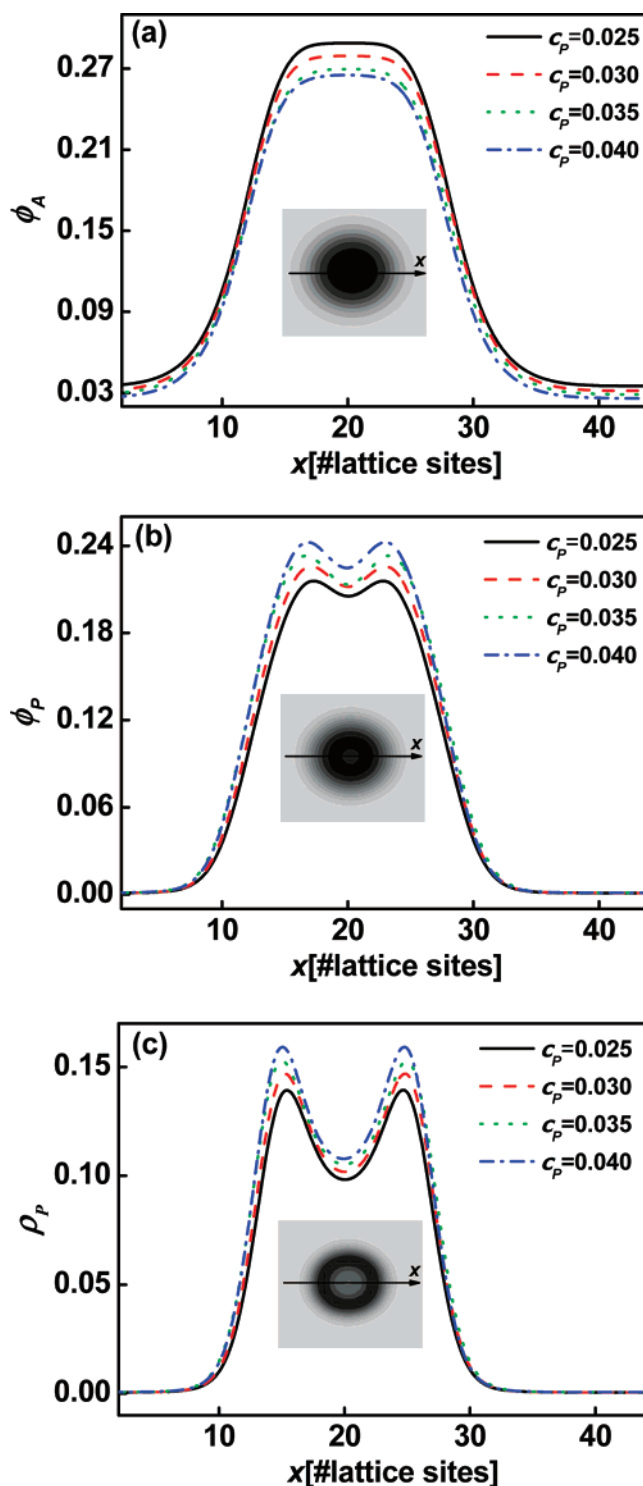 (a)
c_P=0.025
c_P=0.030
c_P=0.035
c_P=0.040
0.27
0.21
0.15
0.09
0.03
ϕ_A
x
10 20 30 40
x[#lattice sites]
(b)
c_P=0.025
c_P=0.030
c_P=0.035
c_P=0.040
0.24
0.18
0.12
0.06
0.00
ϕ_P
x
10 20 30 40
x[#lattice sites]
(c)
c_P=0.025
c_P=0.030
c_P=0.035
c_P=0.040
0.15
0.10
0.05
0.00
ρ_P
x
10 20 30 40
x[#lattice sites]